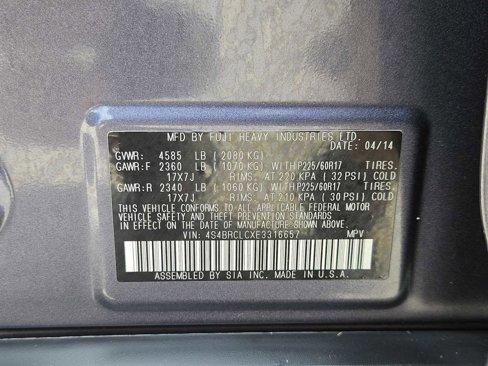 MFD BY FUJI HEAVY INDUSTRIES LTD.
DATE: 04/14
GVWR: 4585 LB (2080 KG)
GAWR:F 2360 LB (1070 KG) WITH P225/60R17 TIRES.
17X7J RIMS. AT 220 KPA (32 PSI) COLD
GAWR:R 2340 LB (1060 KG) WITH P225/60R17 TIRES.
17X7J RIMS. AT 210 KPA (30 PSI) COLD
THIS VEHICLE CONFORMS TO ALL APPLICABLE FEDERAL MOTOR
VEHICLE SAFETY AND THEFT PREVENTION STANDARDS
IN EFFECT ON THE DATE OF MANUFACTURE SHOWN ABOVE.
VIN: 4S4BRCLCXE3316657 MPV
ASSEMBLED BY SIA INC. MADE IN U.S.A.